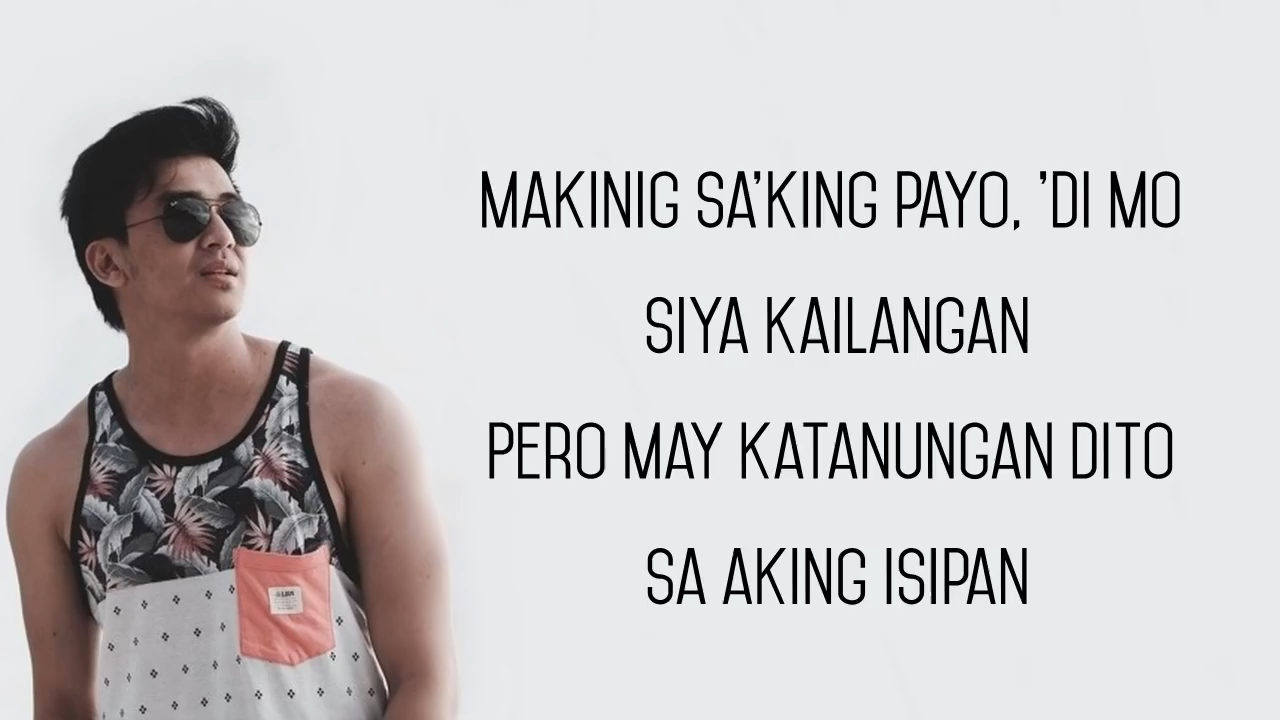 MAKINIG SA'KING PAYO, 'DI MO
SIYA KAILANGAN
PERO MAY KATANUNGAN DITO
SA AKING ISIPAN